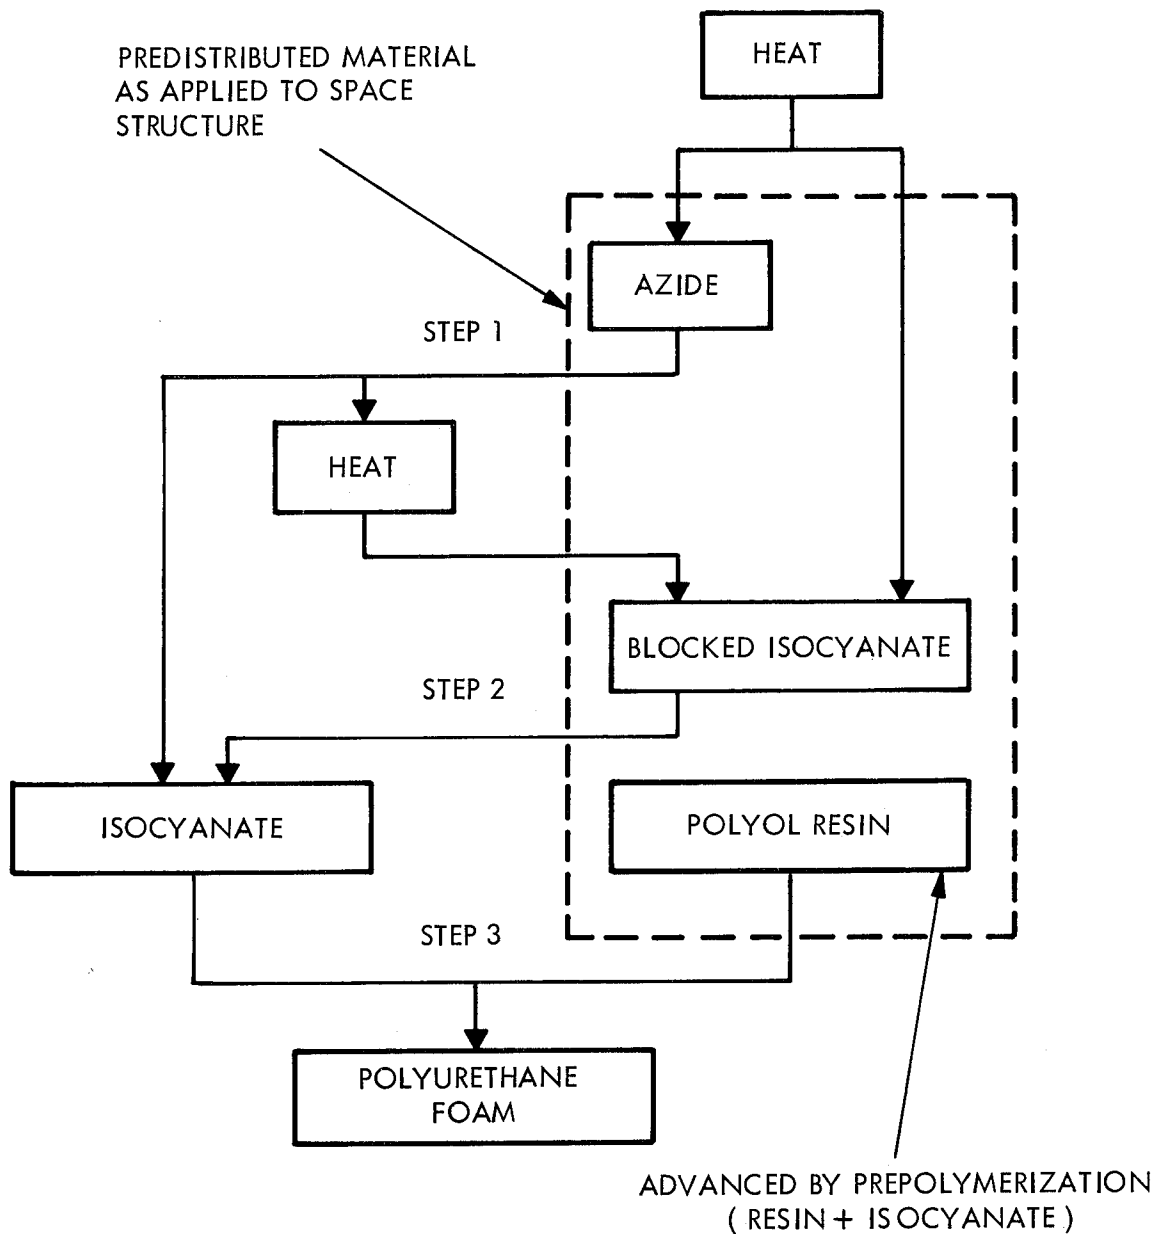 PREDISTRIBUTED MATERIAL
AS APPLIED TO SPACE
STRUCTURE
HEAT
AZIDE
STEP 1
HEAT
BLOCKED ISOCYANATE
STEP 2
ISOCYANATE
POLYOL RESIN
STEP 3
POLYURETHANE
FOAM
ADVANCED BY PREPOLYMERIZATION
( RESIN + ISOCYANATE )